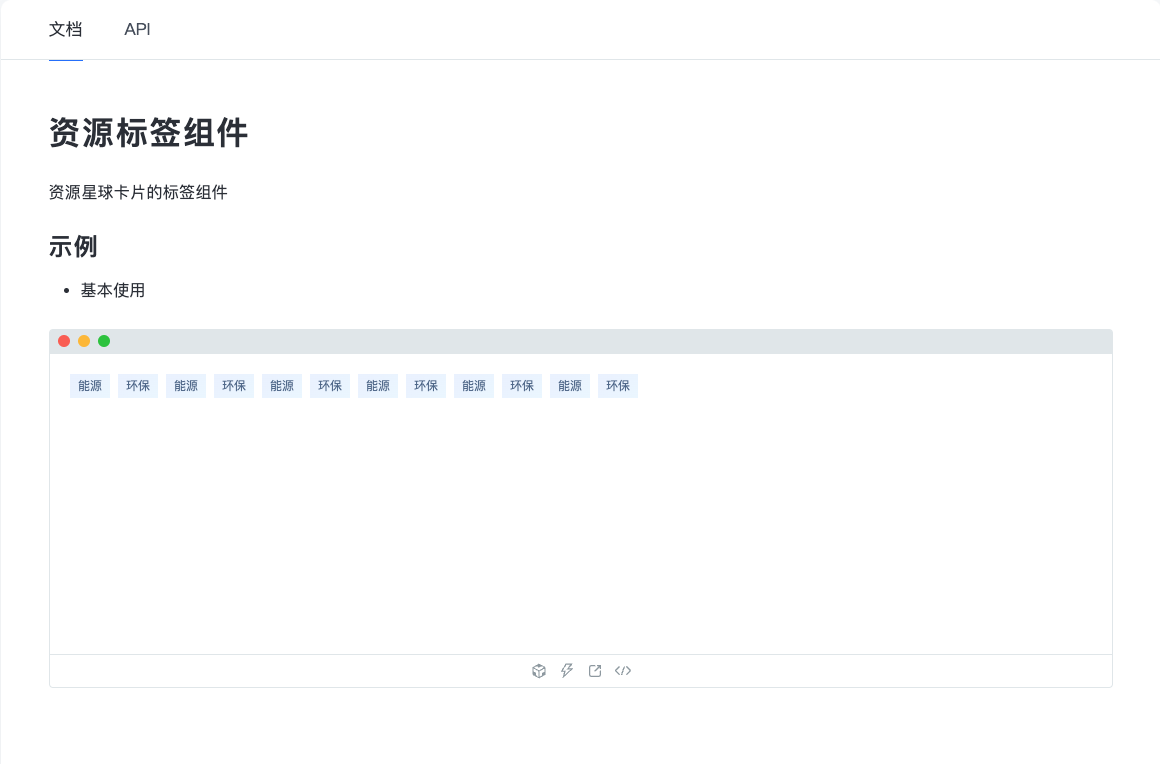 文档 API
资源标签组件
资源星球卡片的标签组件
示例
基本使用
能源 环保 能源 环保 能源 环保 能源 环保 能源 环保 能源 环保